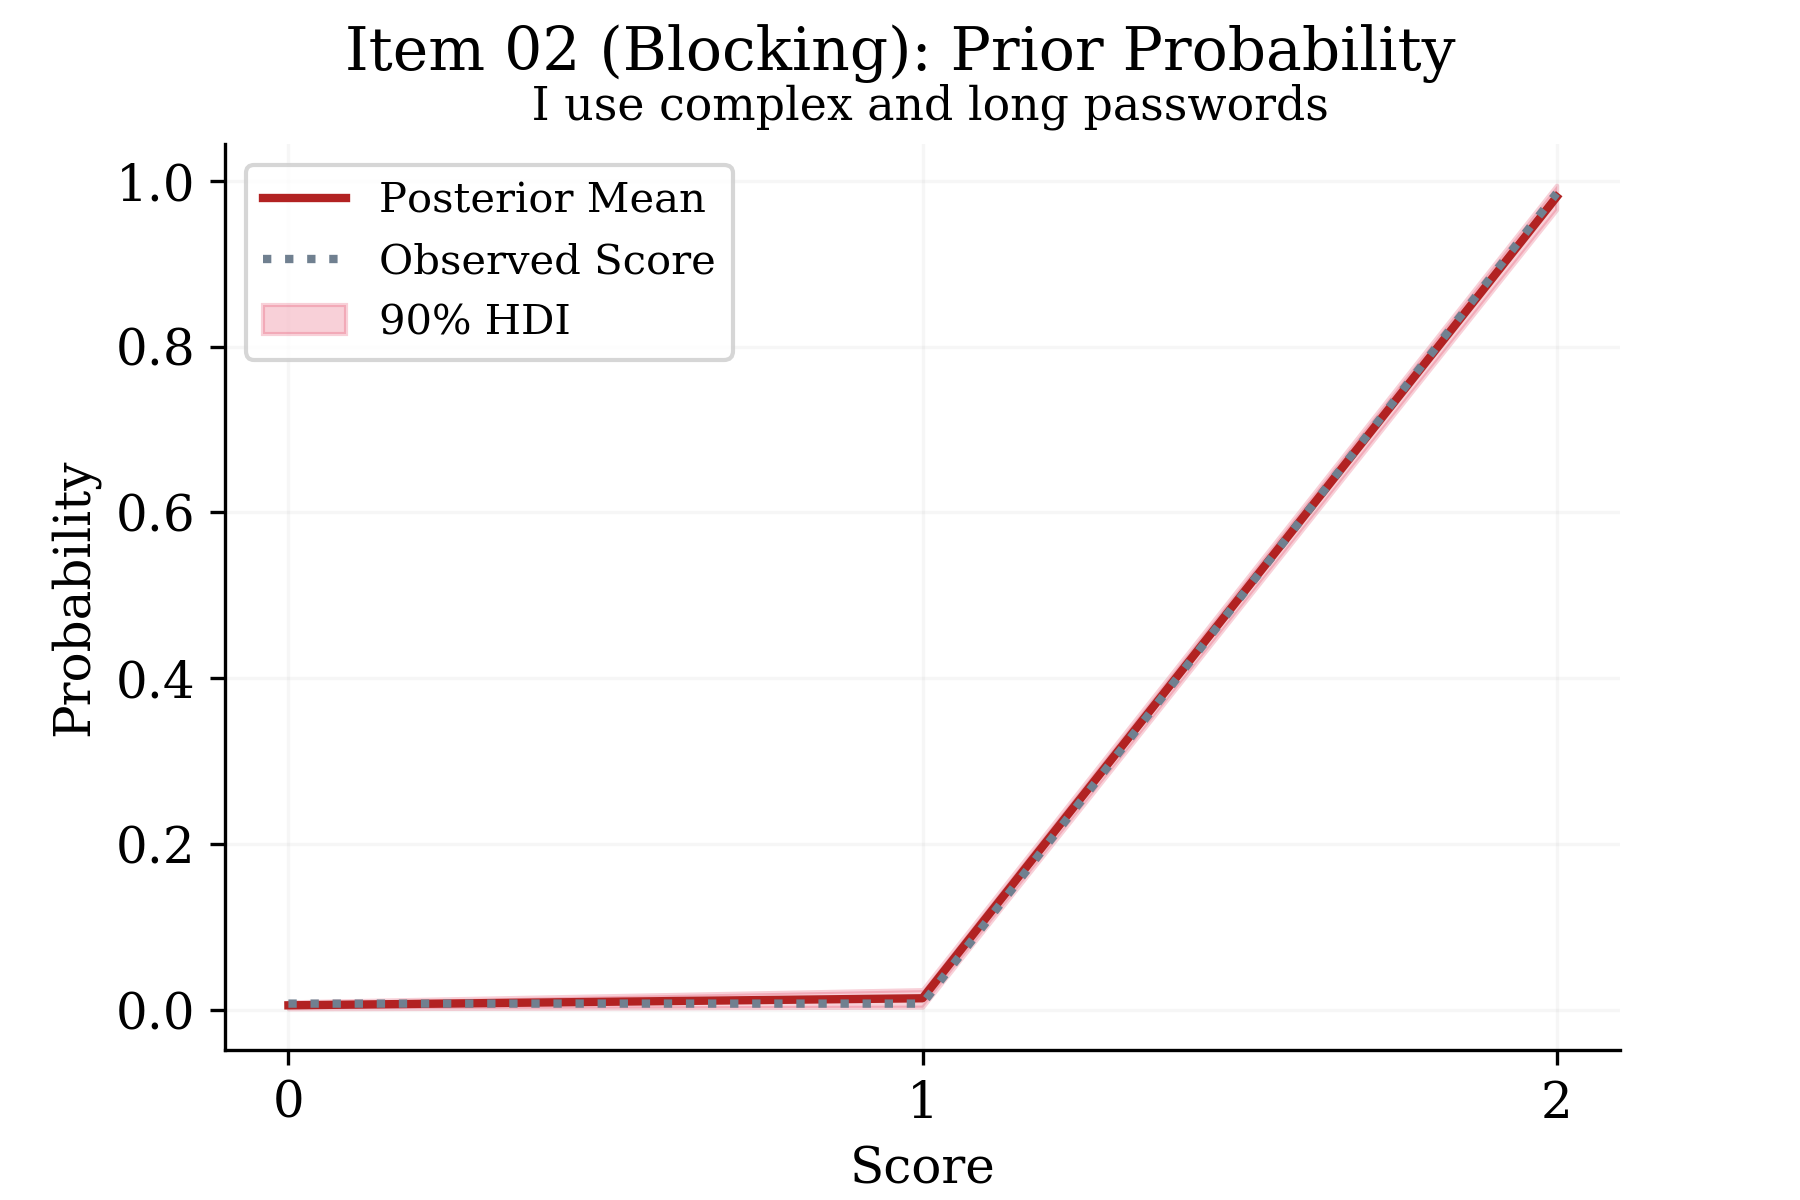 Item 02 (Blocking): Prior Probability
I use complex and long passwords
Posterior Mean
Observed Score
90% HDI
1.0
0.8
0.6
0.4
0.2
0.0
Probability
0 1 2
Score